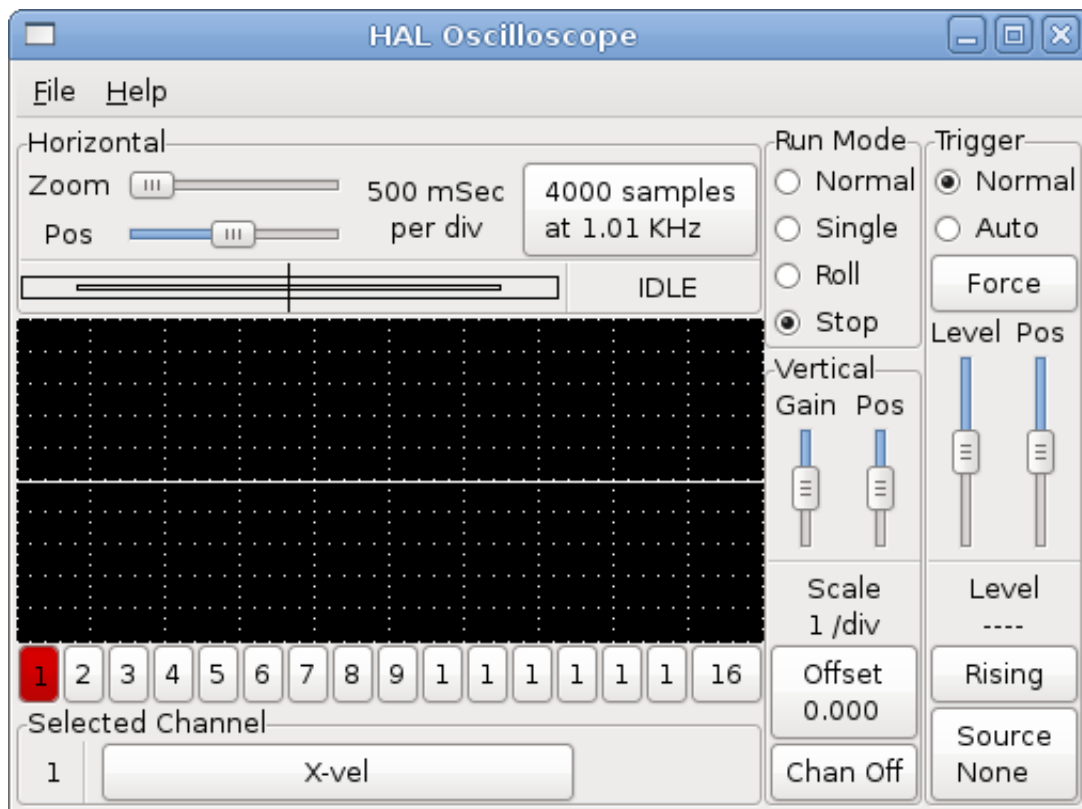 HAL Oscilloscope
File Help
Horizontal
Zoom
Pos
500 mSec
per div
4000 samples
at 1.01 KHz
IDLE
Run Mode
Normal
Single
Roll
Stop
Trigger
Normal
Auto
Force
Level Pos
Vertical
Gain Pos
Scale
1 /div
Level
----
1 2 3 4 5 6 7 8 9 1 1 1 1 1 1 16
Offset
0.000
Rising
Selected Channel
1 X-vel
Chan Off
Source
None